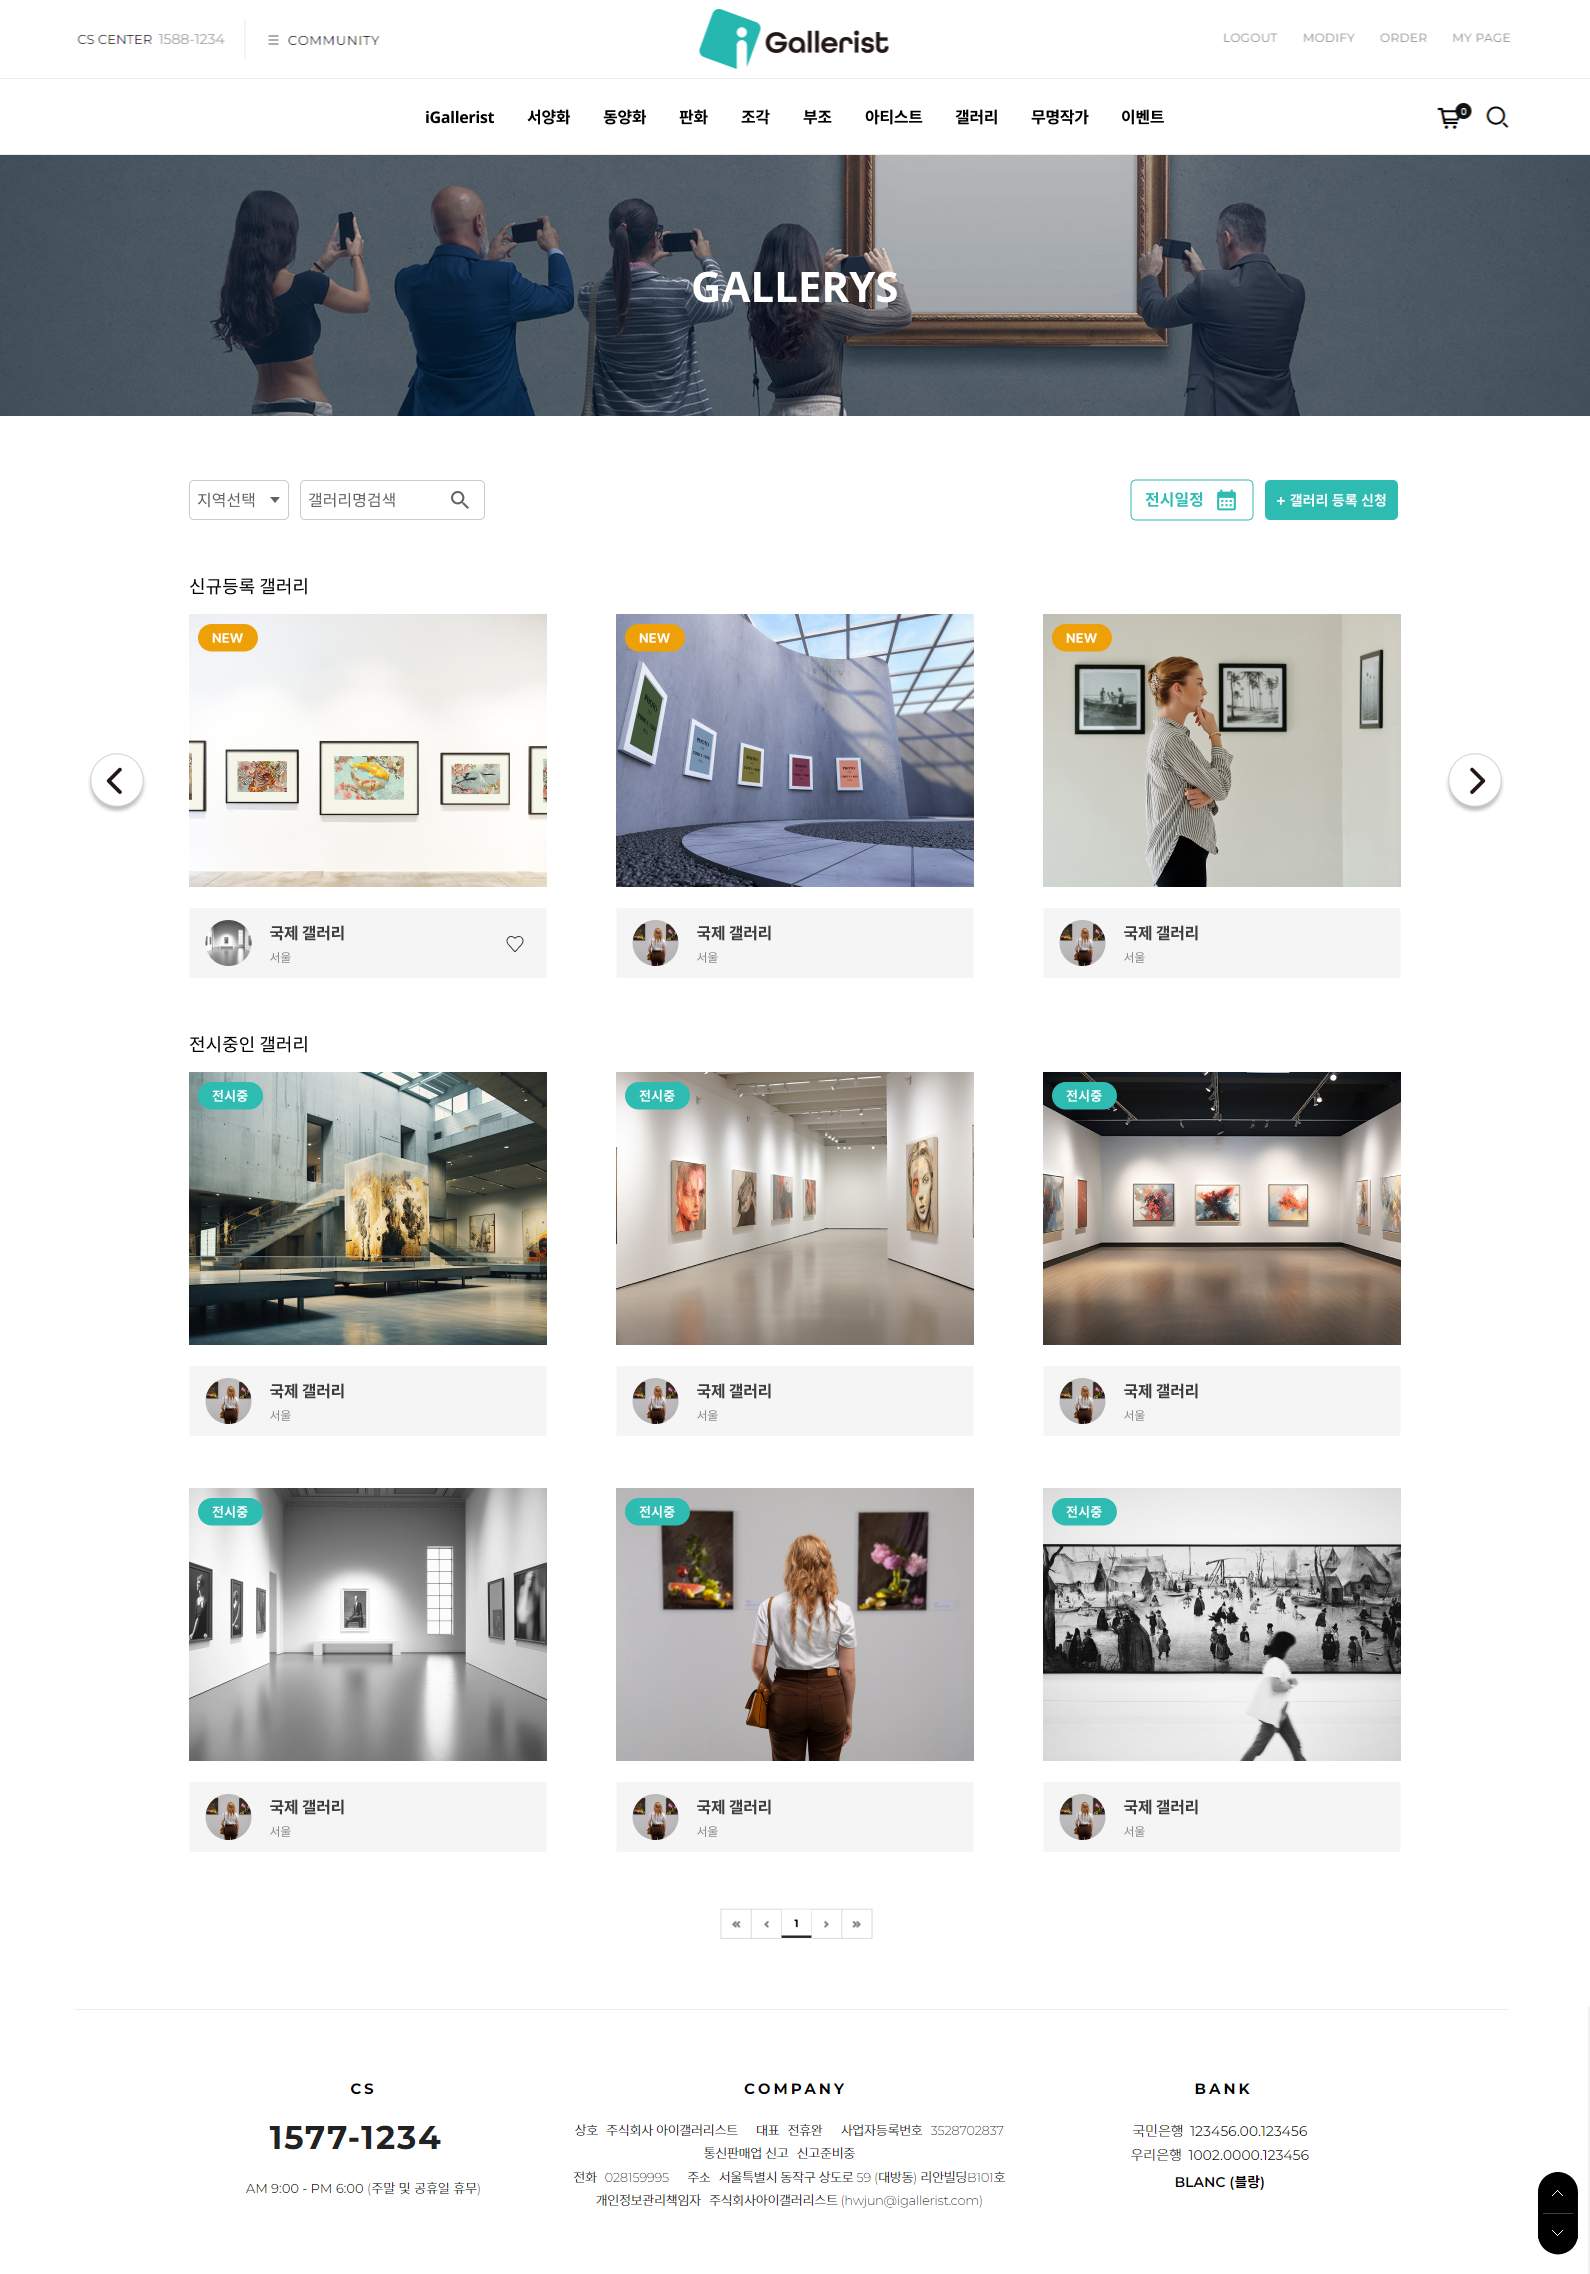 CS CENTER 1588-1234
COMMUNITY
i Gallerist
LOGOUT MODIFY ORDER MY PAGE
iGallerist 서양화 동양화 판화 조각 부조 아티스트 갤러리 무명작가 이벤트
0
GALLERYS
지역선택 갤러리명검색
전시일정 + 갤러리 등록 신청
신규등록 갤러리
NEW NEW NEW
PHOTO PHOTO
국제 갤러리 국제 갤러리 국제 갤러리
서울 서울 서울
전시중인 갤러리
전시중 전시중 전시중
국제 갤러리 국제 갤러리 국제 갤러리
서울 서울 서울
전시중 전시중 전시중
국제 갤러리 국제 갤러리 국제 갤러리
서울 서울 서울
« ‹ 1 › »
CS
1577-1234
AM 9:00 - PM 6:00 (주말 및 공휴일 휴무)
COMPANY
상호 주식회사 아이갤러리스트 대표 전휴완 사업자등록번호 3528702837
통신판매업 신고 신고준비중
전화 028159995 주소 서울특별시 동작구 상도로 59 (대방동) 리안빌딩B101호
개인정보관리책임자 주식회사아이갤러리스트 (hwjun@igallerist.com)
BANK
국민은행 123456.00.123456
우리은행 1002.0000.123456
BLANC (블랑)